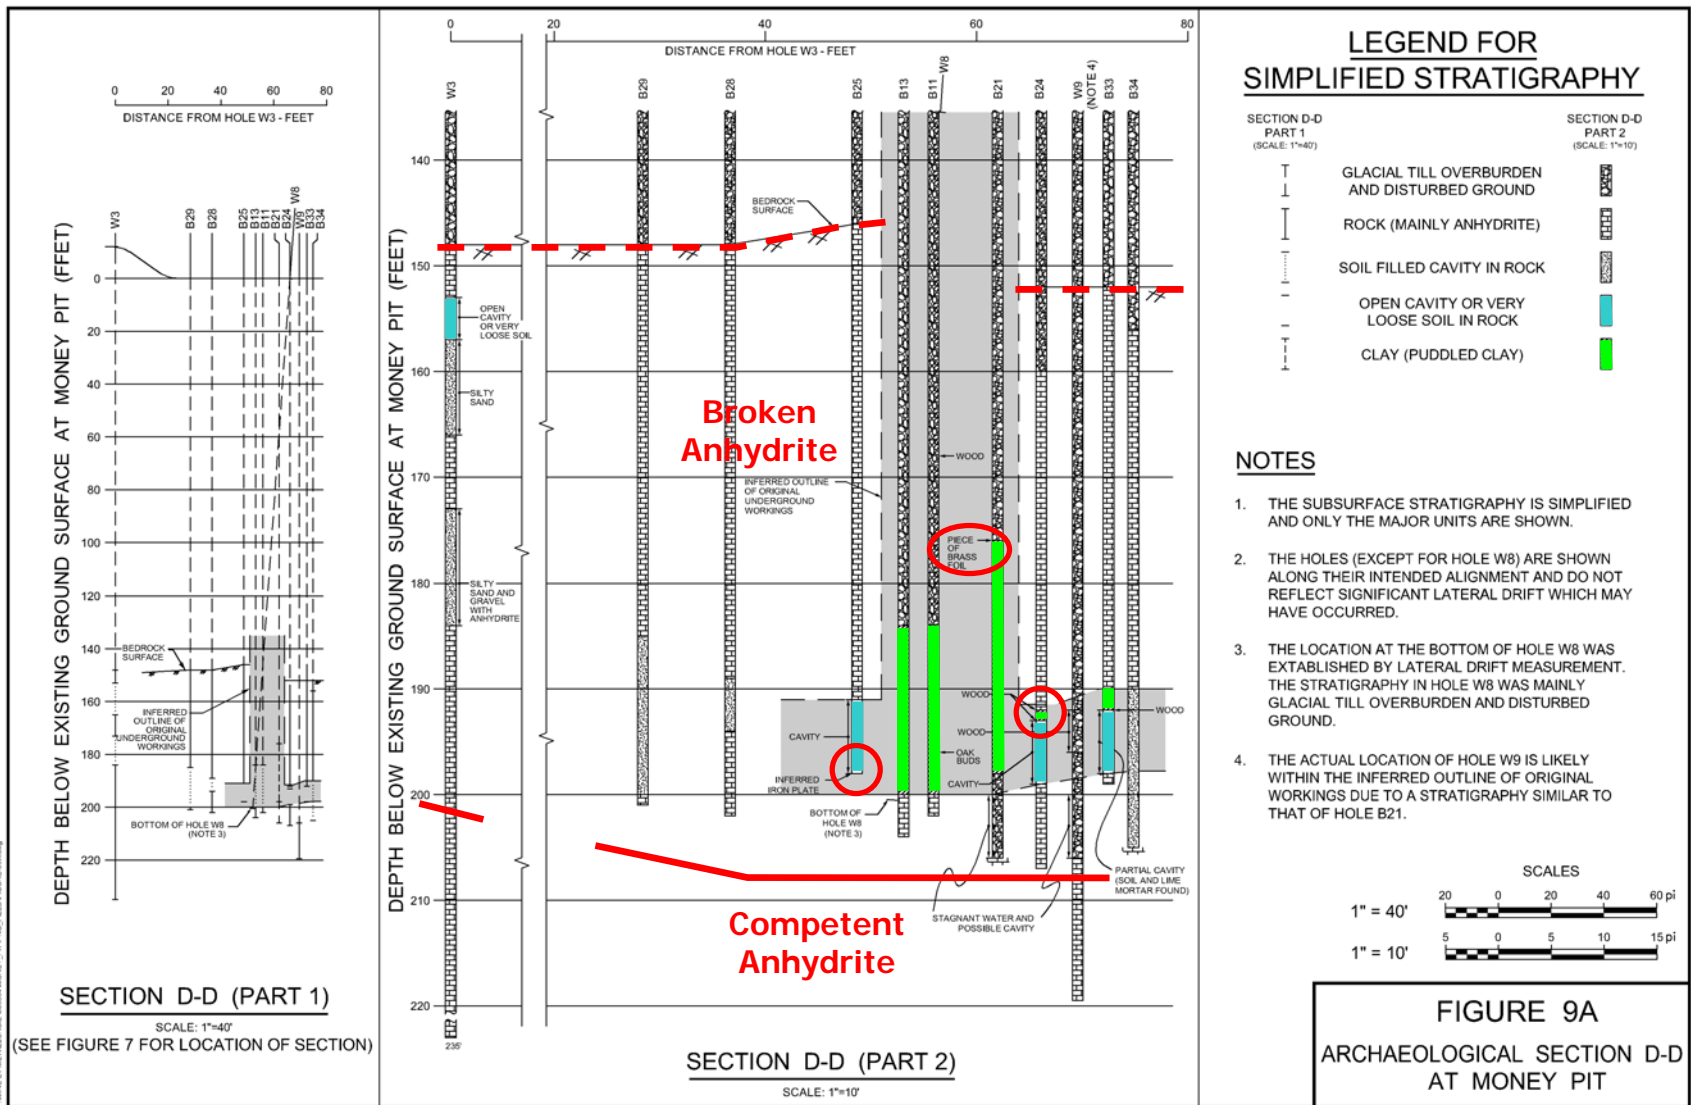 0
20
40
60
80
DISTANCE FROM HOLE W3 - FEET
W3
B29
B28
B25
B13
B11
B21
B24
W8
W9
B33
B34
DEPTH BELOW EXISTING GROUND SURFACE AT MONEY PIT (FFET)
0
20
40
60
80
100
120
140
160
180
200
220
BEDROCK
SURFACE
INFERRED
OUTLINE OF
ORIGINAL
UNDERGROUND
WORKINGS
BOTTOM OF HOLE W8
(NOTE 3)
SECTION D-D (PART 1)
SCALE: 1"=40'
(SEE FIGURE 7 FOR LOCATION OF SECTION)
0
20
40
60
80
DISTANCE FROM HOLE W3 - FEET
W3
B29
B28
B25
B13
B11
W8
B21
B24
W9
(NOTE 4)
B33
B34
DEPTH BELOW EXISTING GROUND SURFACE AT MONEY PIT (FEET)
140
150
160
170
180
190
200
210
220
235'
BEDROCK
SURFACE
OPEN
CAVITY
OR VERY
LOOSE SOIL
SILTY
SAND
SILTY
SAND AND
GRAVEL
WITH
ANHYDRITE
Broken
Anhydrite
WOOD
INFERRED OUTLINE
OF ORIGINAL
UNDERGROUND
WORKINGS
PIECE
OF
BRASS
FOIL
WOOD
WOOD
WOOD
CAVITY
OAK
BUDS
INFERRED
IRON PLATE
CAVITY
BOTTOM OF
HOLE W8
(NOTE 3)
PARTIAL CAVITY
(SOIL AND LIME
MORTAR FOUND)
STAGNANT WATER AND
POSSIBLE CAVITY
Competent
Anhydrite
SECTION D-D (PART 2)
SCALE: 1"=10'
LEGEND FOR
SIMPLIFIED STRATIGRAPHY
SECTION D-D
PART 1
(SCALE: 1"=40')
SECTION D-D
PART 2
(SCALE: 1"=10')
GLACIAL TILL OVERBURDEN
AND DISTURBED GROUND
ROCK (MAINLY ANHYDRITE)
SOIL FILLED CAVITY IN ROCK
OPEN CAVITY OR VERY
LOOSE SOIL IN ROCK
CLAY (PUDDLED CLAY)
NOTES
1. THE SUBSURFACE STRATIGRAPHY IS SIMPLIFIED
AND ONLY THE MAJOR UNITS ARE SHOWN.
2. THE HOLES (EXCEPT FOR HOLE W8) ARE SHOWN
ALONG THEIR INTENDED ALIGNMENT AND DO NOT
REFLECT SIGNIFICANT LATERAL DRIFT WHICH MAY
HAVE OCCURRED.
3. THE LOCATION AT THE BOTTOM OF HOLE W8 WAS
EXTABLISHED BY LATERAL DRIFT MEASUREMENT.
THE STRATIGRAPHY IN HOLE W8 WAS MAINLY
GLACIAL TILL OVERBURDEN AND DISTURBED
GROUND.
4. THE ACTUAL LOCATION OF HOLE W9 IS LIKELY
WITHIN THE INFERRED OUTLINE OF ORIGINAL
WORKINGS DUE TO A STRATIGRAPHY SIMILAR TO
THAT OF HOLE B21.
SCALES
1" = 40'
20 0 20 40 60 pi
1" = 10'
5 0 5 10 15 pi
FIGURE 9A
ARCHAEOLOGICAL SECTION D-D
AT MONEY PIT